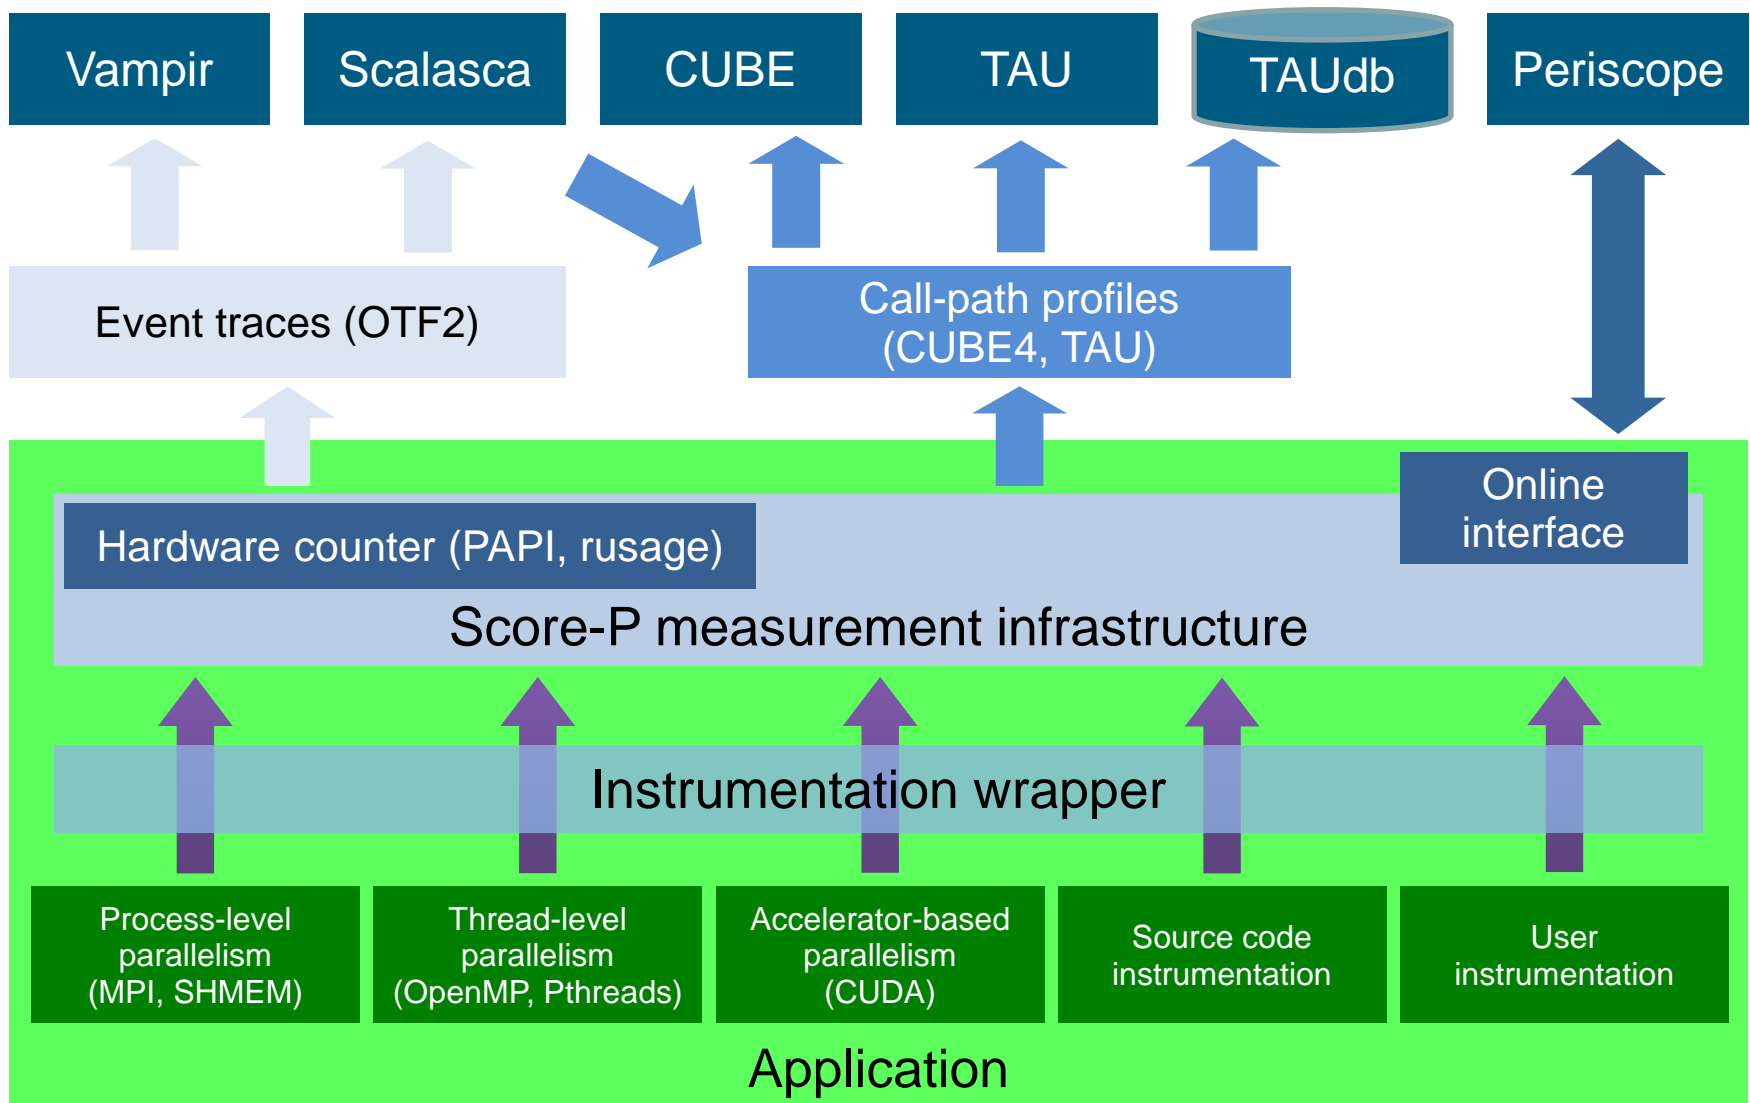 Vampir
Scalasca
CUBE
TAU
TAUdb
Periscope
Event traces (OTF2)
Call-path profiles
(CUBE4, TAU)
Online
interface
Hardware counter (PAPI, rusage)
Score-P measurement infrastructure
Instrumentation wrapper
Process-level
parallelism
(MPI, SHMEM)
Thread-level
parallelism
(OpenMP, Pthreads)
Accelerator-based
parallelism
(CUDA)
Source code
instrumentation
User
instrumentation
Application